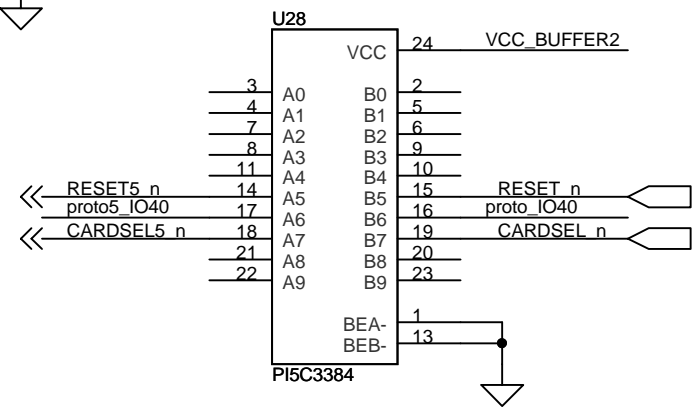 U28
VCC 24 VCC_BUFFER2
3 A0 B0 2
4 A1 B1 5
7 A2 B2 6
8 A3 B3 9
11 A4 B4 10
RESET5_n 14 A5 B5 15 RESET_n
proto5_IO40 17 A6 B6 16 proto_IO40
CARDSEL5_n 18 A7 B7 19 CARDSEL_n
21 A8 B8 20
22 A9 B9 23
BEA- 1
BEB- 13
PI5C3384